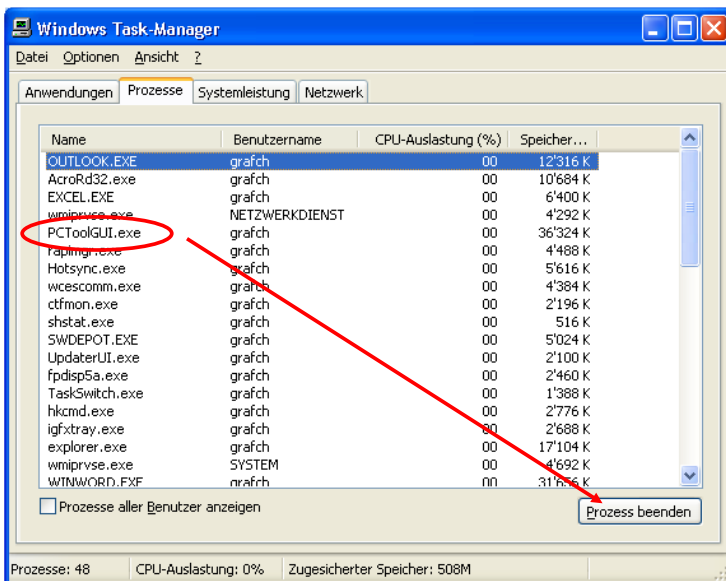 Windows Task-Manager
Datei Optionen Ansicht ?
Anwendungen Prozesse Systemleistung Netzwerk
Name Benutzername CPU-Auslastung (%) Speicher...
OUTLOOK.EXE grafch 00 12'316 K
AcroRd32.exe grafch 00 10'684 K
EXCEL.EXE grafch 00 6'400 K
wmiprvse.exe NETZWERKDIENST 00 4'292 K
PCToolGUI.exe grafch 00 36'324 K
rapimgr.exe grafch 00 4'488 K
Hotsync.exe grafch 00 5'616 K
wcescomm.exe grafch 00 4'384 K
ctfmon.exe grafch 00 2'196 K
shstat.exe grafch 00 516 K
SWDEPOT.EXE grafch 00 5'024 K
UpdaterUI.exe grafch 00 2'100 K
fpdisp5a.exe grafch 00 2'460 K
TaskSwitch.exe grafch 00 1'388 K
hkcmd.exe grafch 00 2'776 K
igfxtray.exe grafch 00 2'688 K
explorer.exe grafch 00 17'104 K
wmiprvse.exe SYSTEM 00 4'692 K
WINWORD.EXE grafch 00 31'656 K
Prozesse aller Benutzer anzeigen
Prozess beenden
Prozesse: 48 CPU-Auslastung: 0% Zugesicherter Speicher: 508M